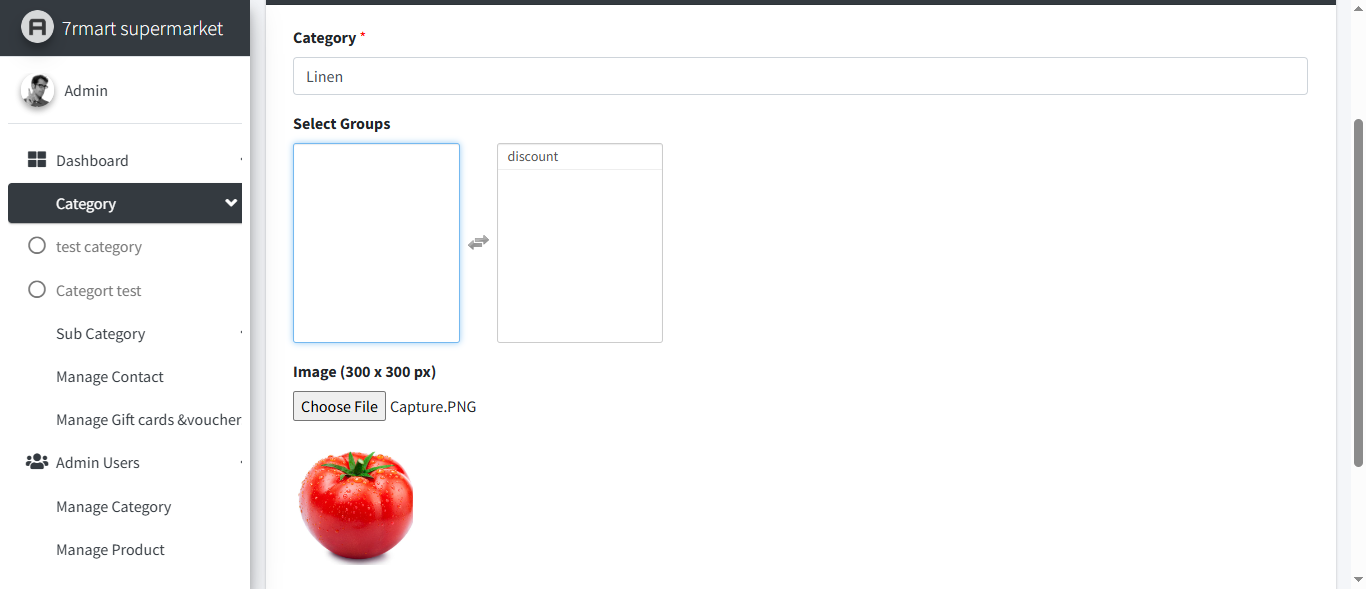 7rmart supermarket
Admin
Dashboard
Category
test category
Categort test
Sub Category
Manage Contact
Manage Gift cards &voucher
Admin Users
Manage Category
Manage Product
Category *
Linen
Select Groups
discount
Image (300 x 300 px)
Choose File Capture.PNG